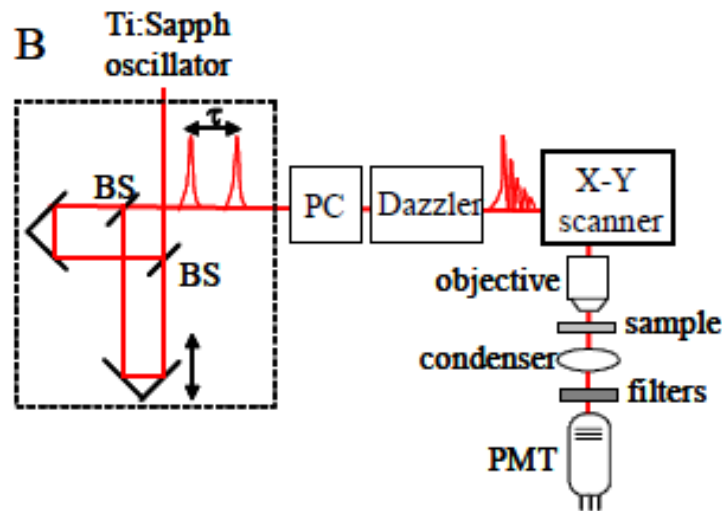 B
Ti:Sapph
oscillator
τ
BS
BS
PC
Dazzler
X-Y
scanner
objective
sample
condenser
filters
PMT